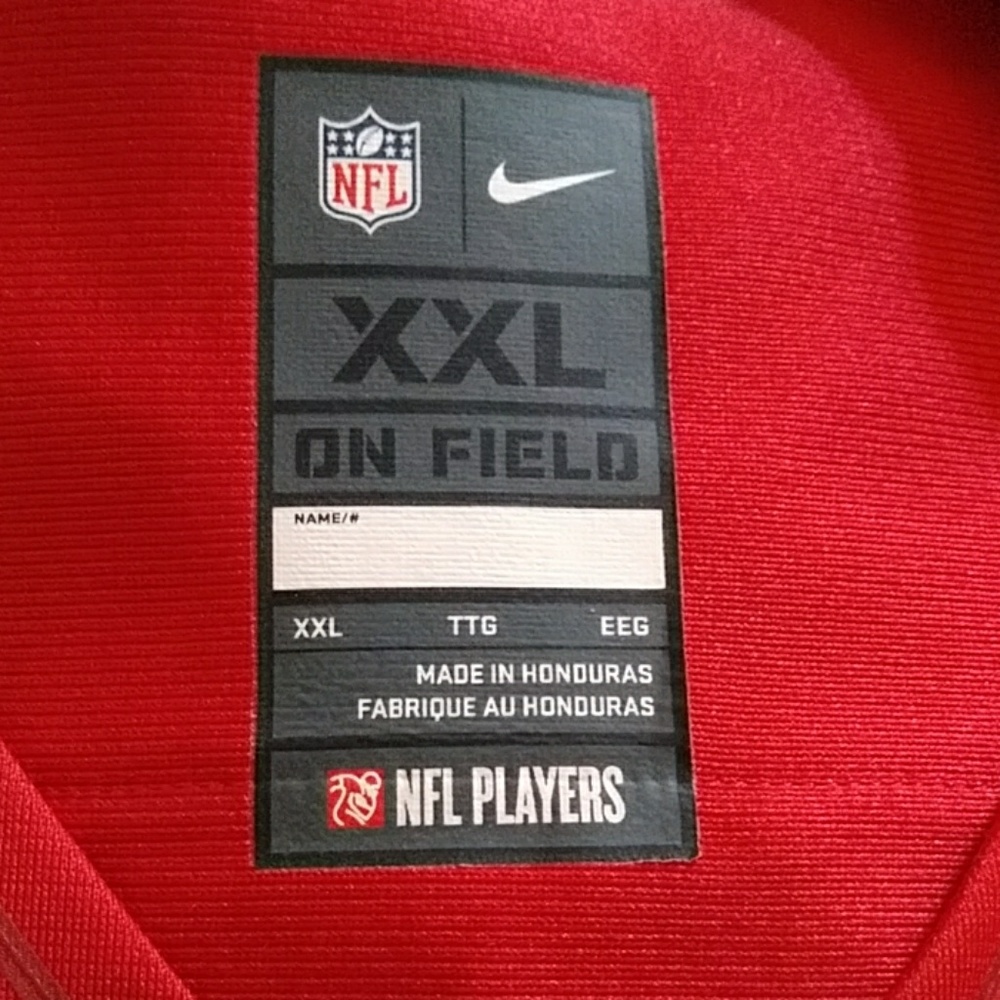 NFL
XXL
ON FIELD
NAME/#
XXL TTG EEG
MADE IN HONDURAS
FABRIQUE AU HONDURAS
NFL PLAYERS